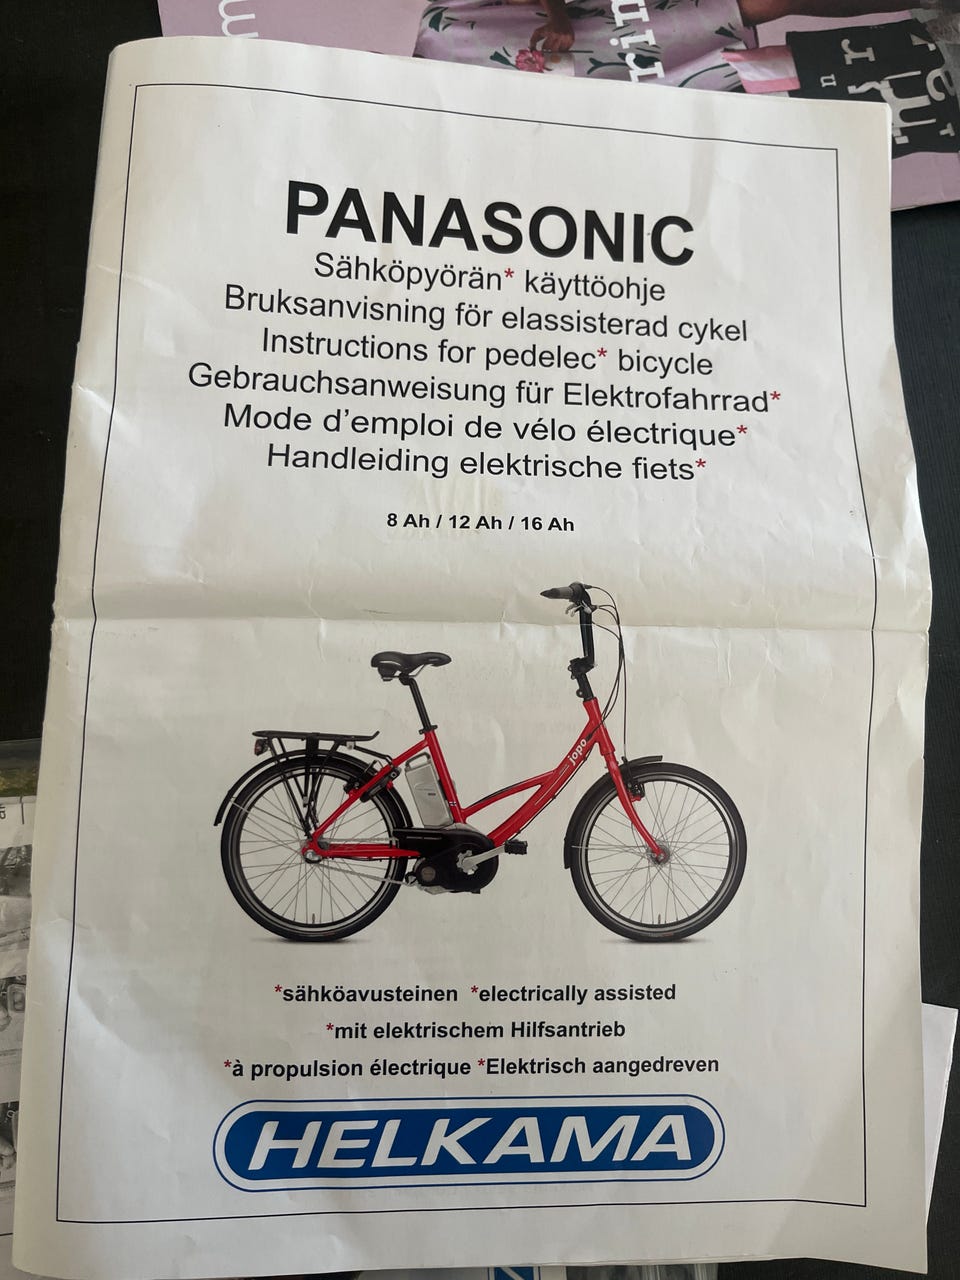 PANASONIC
Sähköpyörän* käyttöohje
Bruksanvisning för elassisterad cykel
Instructions for pedelec* bicycle
Gebrauchsanweisung für Elektrofahrrad*
Mode d'emploi de vélo électrique*
Handleiding elektrische fiets*
8 Ah / 12 Ah / 16 Ah
jopo
*sähköavusteinen *electrically assisted
*mit elektrischem Hilfsantrieb
*à propulsion électrique *Elektrisch aangedreven
HELKAMA